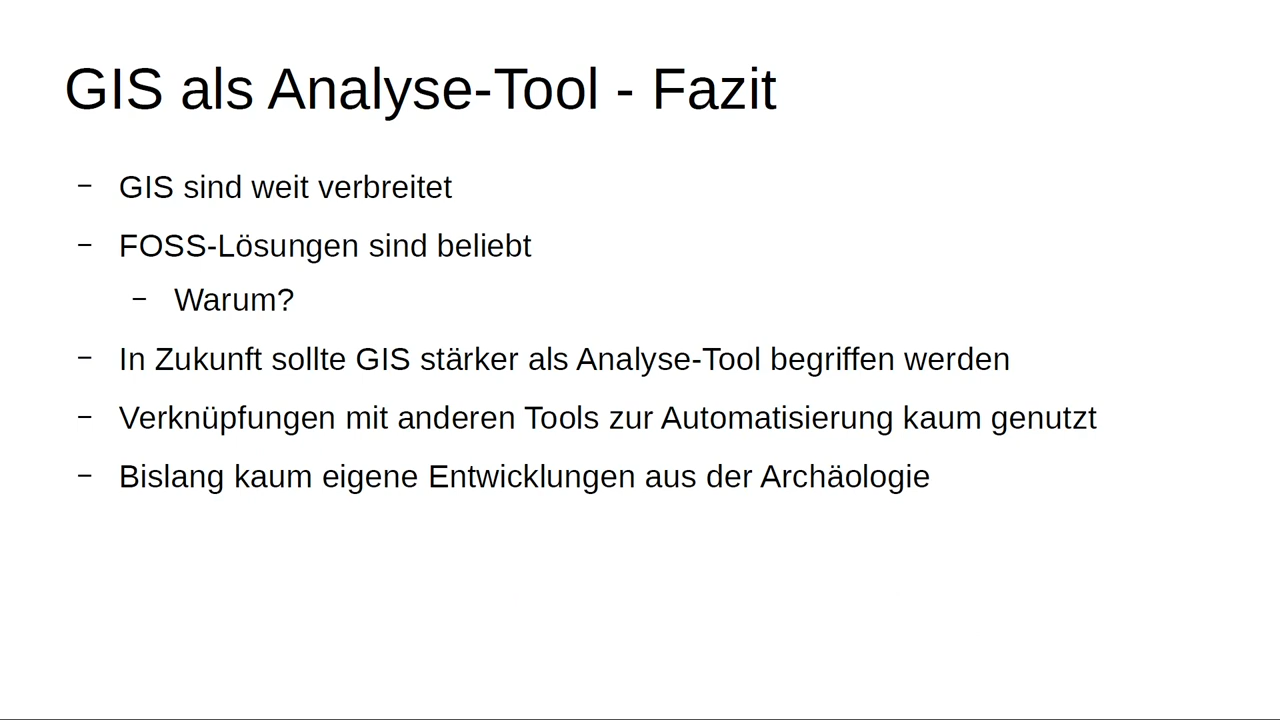 GIS als Analyse-Tool - Fazit
– GIS sind weit verbreitet
– FOSS-Lösungen sind beliebt
– Warum?
– In Zukunft sollte GIS stärker als Analyse-Tool begriffen werden
– Verknüpfungen mit anderen Tools zur Automatisierung kaum genutzt
– Bislang kaum eigene Entwicklungen aus der Archäologie